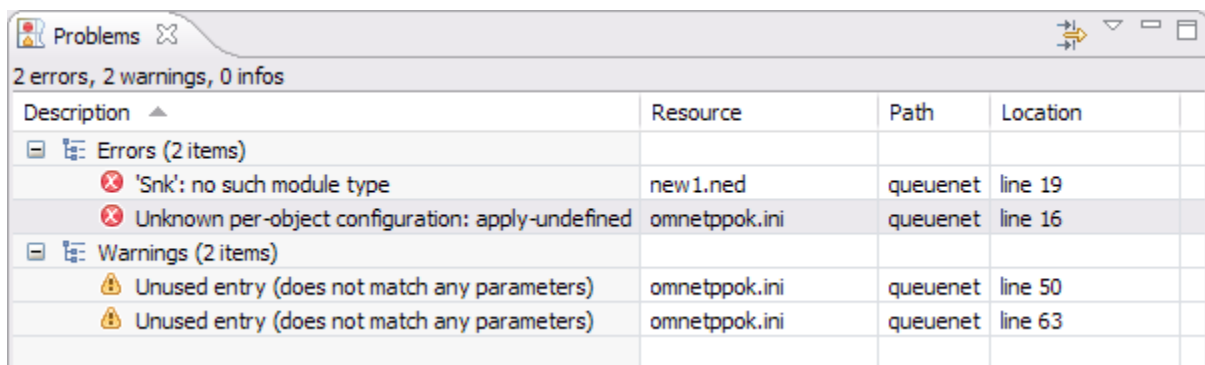 Problems
2 errors, 2 warnings, 0 infos
Description Resource Path Location
Errors (2 items)
'Snk': no such module type new1.ned queuenet line 19
Unknown per-object configuration: apply-undefined omnetppok.ini queuenet line 16
Warnings (2 items)
Unused entry (does not match any parameters) omnetppok.ini queuenet line 50
Unused entry (does not match any parameters) omnetppok.ini queuenet line 63